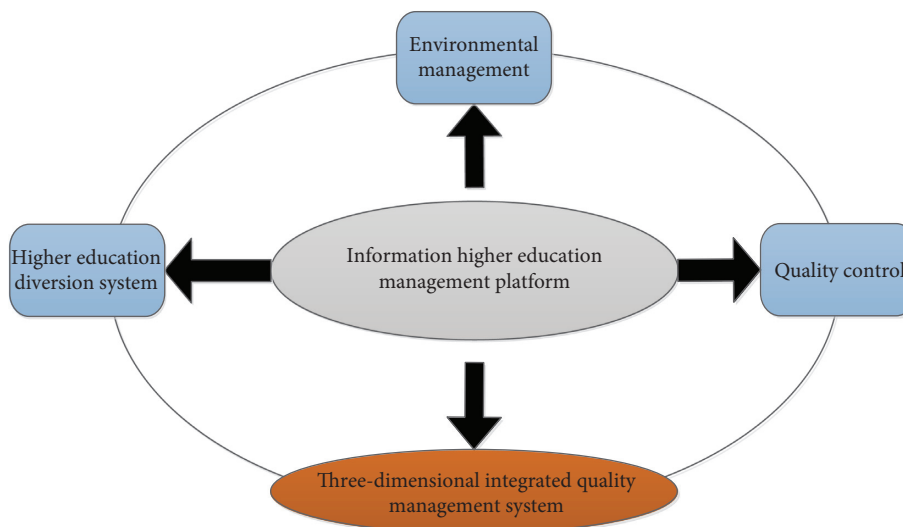 Environmental
management
Higher education
diversion system
Information higher education
management platform
Quality control
Three-dimensional integrated quality
management system